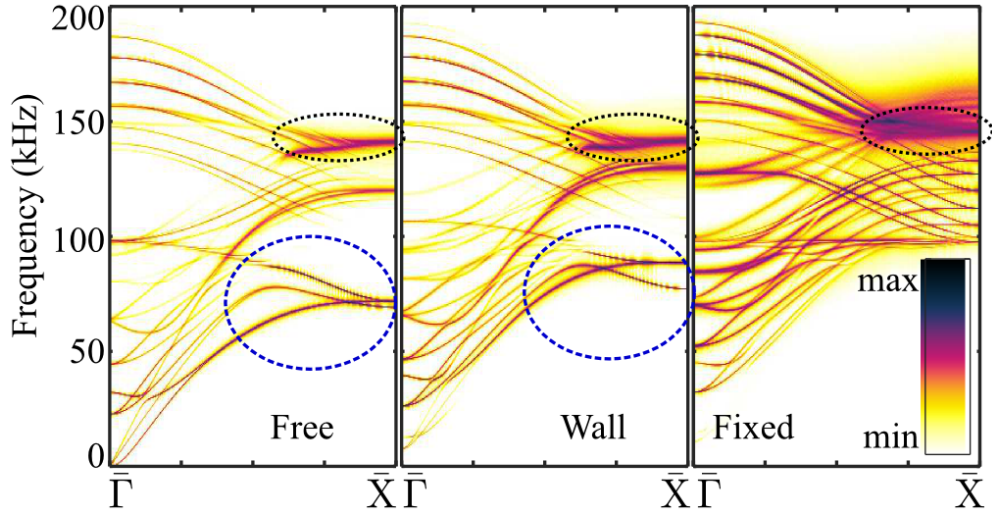 200
150
100
50
0
Frequency (kHz)
Free
Wall
Fixed
max
min
Γ̄
X̄
Γ̄
X̄
Γ̄
X̄